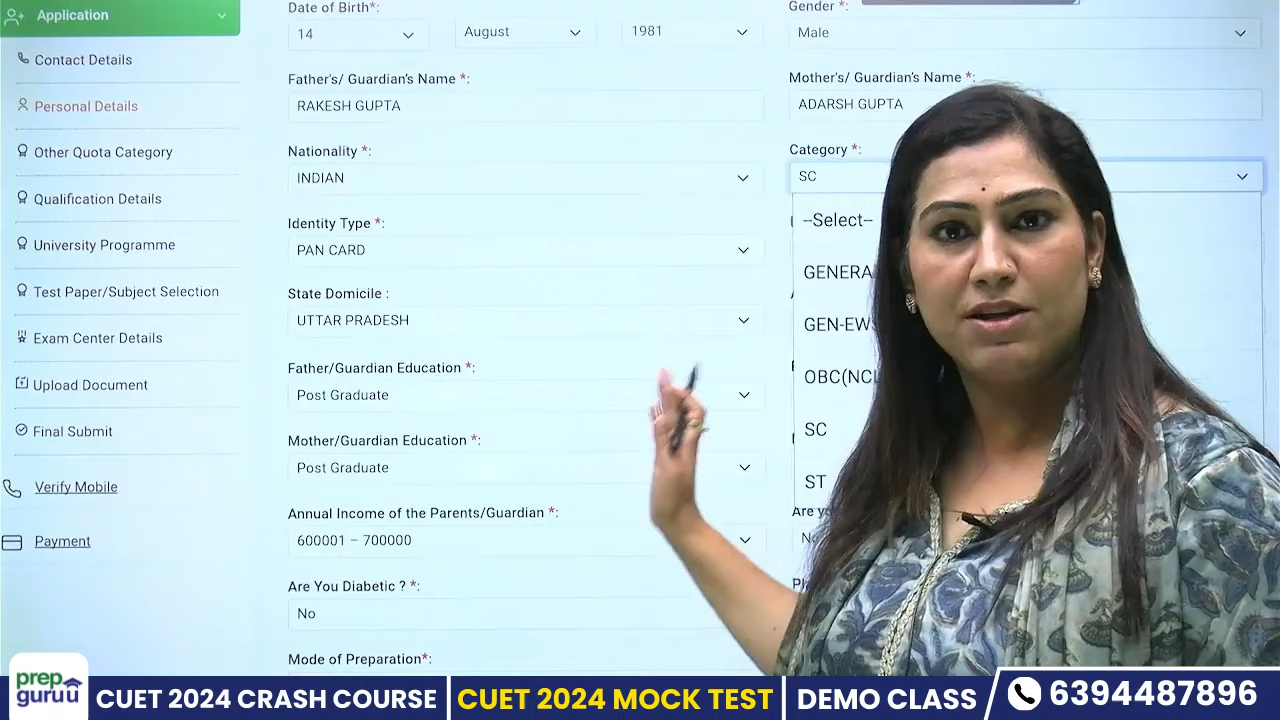 Application
Contact Details
Personal Details
Other Quota Category
Qualification Details
University Programme
Test Paper/Subject Selection
Exam Center Details
Upload Document
Final Submit
Verify Mobile
Payment
Date of Birth*:
14 August 1981
Gender *:
Male
Father's/ Guardian's Name *:
RAKESH GUPTA
Mother's/ Guardian's Name *:
ADARSH GUPTA
Nationality *:
INDIAN
Category *:
SC
--Select--
GENERA
GEN-EW
OBC(NCL
SC
ST
Identity Type *:
PAN CARD
State Domicile :
UTTAR PRADESH
Father/Guardian Education *:
Post Graduate
Mother/Guardian Education *:
Post Graduate
Annual Income of the Parents/Guardian *:
600001 – 700000
Are You Diabetic ? *:
No
Mode of Preparation*:
prep
guruu
CUET 2024 CRASH COURSE
CUET 2024 MOCK TEST
DEMO CLASS
6394487896